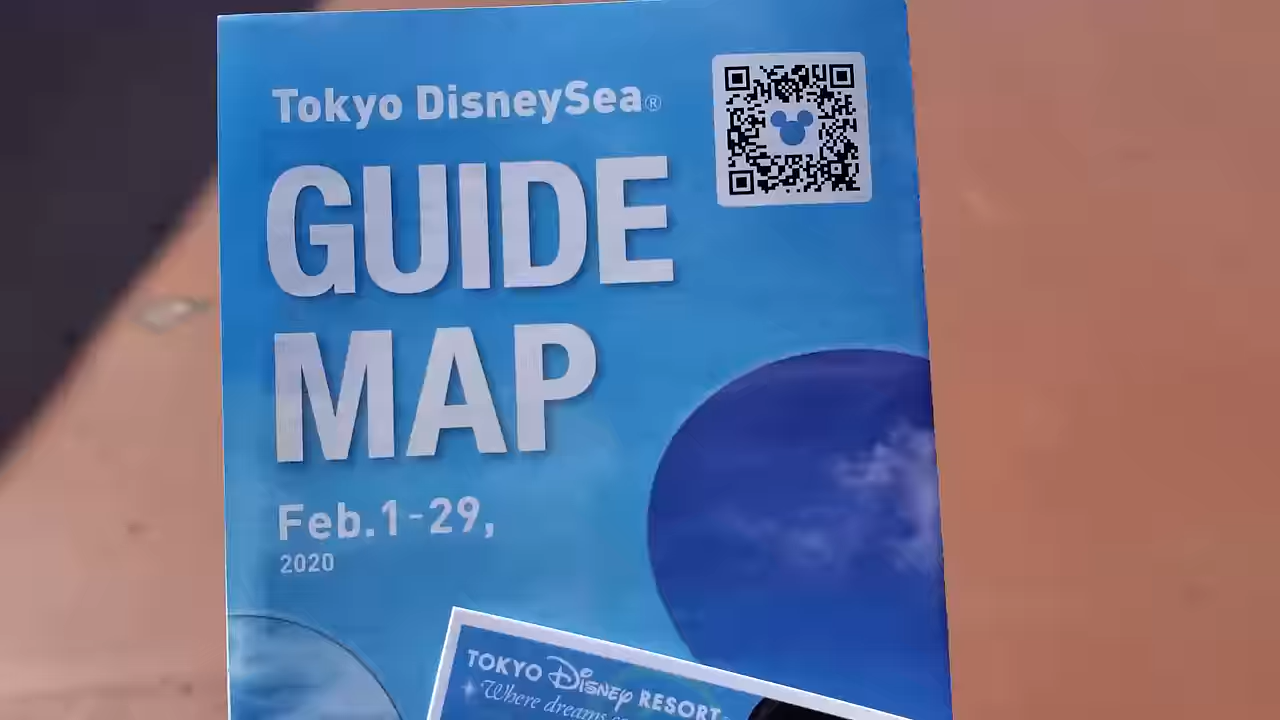 Tokyo DisneySea®
GUIDE
MAP
Feb.1-29,
2020
TOKYO DISNEY RESORT
Where dreams